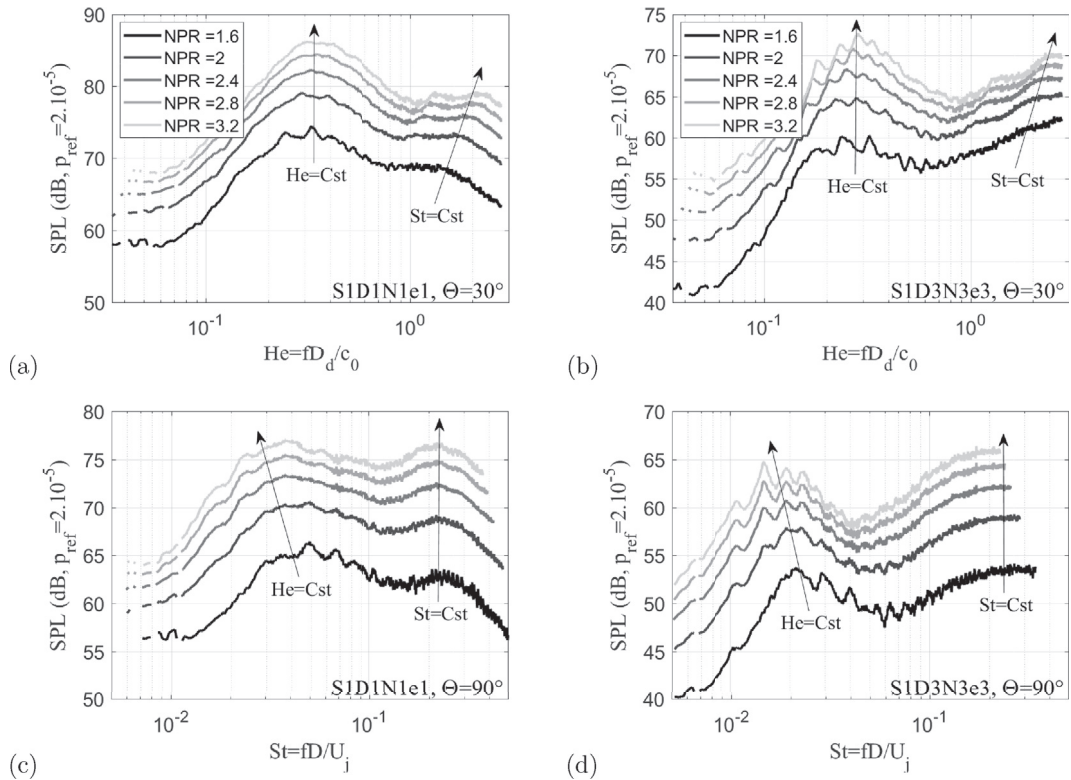 90
80
70
60
50
SPL (dB, p_ref=2.10^-5)
NPR =1.6
NPR =2
NPR =2.4
NPR =2.8
NPR =3.2
He=Cst
St=Cst
S1D1N1e1, Θ=30°
10^-1
10^0
He=fD_d/c_0
(a)
75
70
65
60
55
50
45
40
SPL (dB, p_ref=2.10^-5)
NPR =1.6
NPR =2
NPR =2.4
NPR =2.8
NPR =3.2
He=Cst
St=Cst
S1D3N3e3, Θ=30°
10^-1
10^0
He=fD_d/c_0
(b)
80
75
70
65
60
55
50
SPL (dB, p_ref=2.10^-5)
He=Cst
St=Cst
S1D1N1e1, Θ=90°
10^-2
10^-1
St=fD/U_j
(c)
70
65
60
55
50
45
40
SPL (dB, p_ref=2.10^-5)
He=Cst
St=Cst
S1D3N3e3, Θ=90°
10^-2
10^-1
St=fD/U_j
(d)